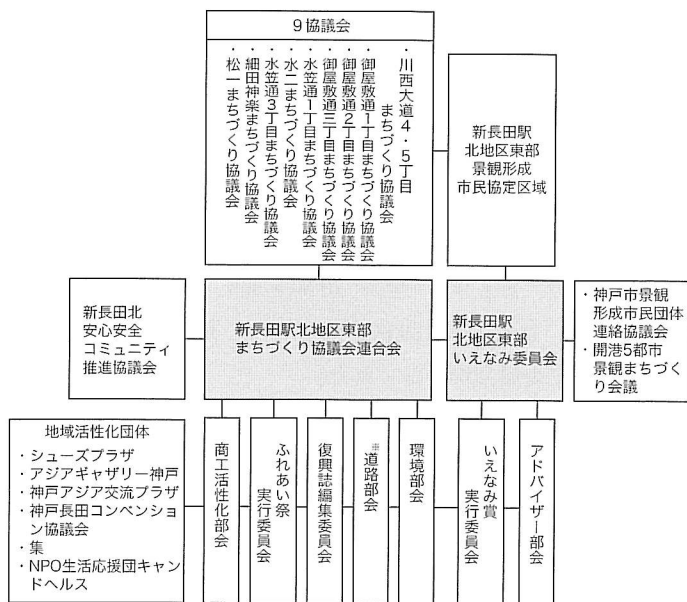 9協議会
・川西大道4・5丁目
まちづくり協議会
・御屋敷通1丁目まちづくり協議会
・御屋敷通2丁目まちづくり協議会
・御屋敷通三丁目まちづくり協議会
・水笠通1丁目まちづくり協議会
・水二まちづくり協議会
・水笠通3丁目まちづくり協議会
・細田神楽まちづくり協議会
・松一まちづくり協議会
新長田駅
北地区東部
景観形成
市民協定区域
新長田北
安心安全
コミュニティ
推進協議会
新長田駅北地区東部
まちづくり協議会連合会
新長田駅
北地区東部
いえなみ委員会
・神戸市景観
形成市民団体
連絡協議会
・開港5都市
景観まちづく
り会議
地域活性化団体
・シューズプラザ
・アジアギャザリー神戸
・神戸アジア交流プラザ
・神戸長田コンベンショ
ン協議会
・集
・NPO生活応援団キャン
ドヘルス
商工活性化部会
ふれあい祭
実行委員会
復興誌編集委員会
※道路部会
環境部会
いえなみ賞
実行委員会
アドバイザー部会